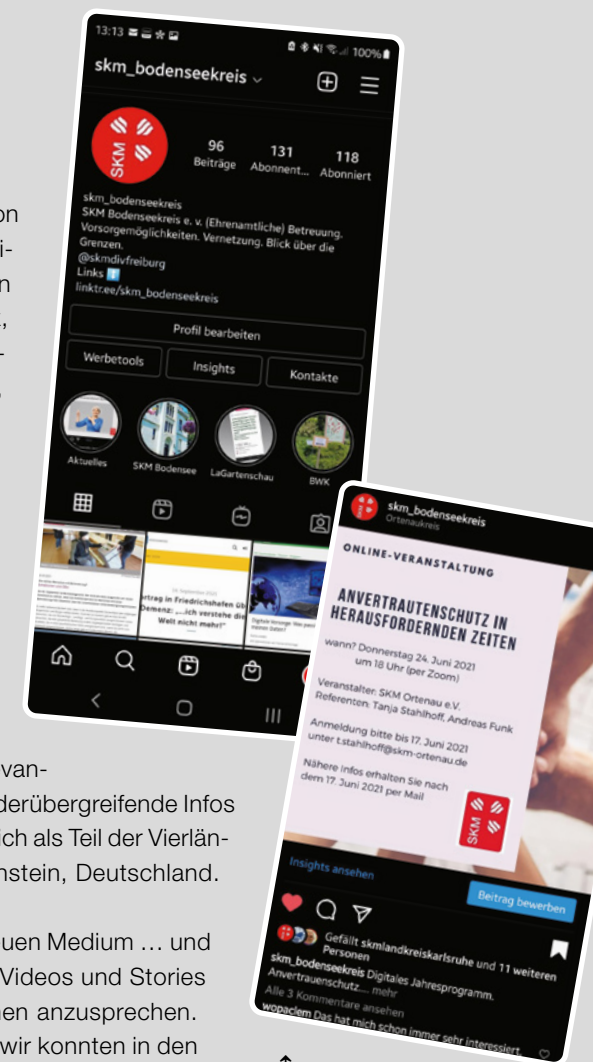 13:13
100%
skm_bodenseekreis
SKM
96 131 118
Beiträge Abonnent... Abonniert
skm_bodenseekreis
SKM Bodenseekreis e. v. (Ehrenamtliche) Betreuung.
Vorsorgemöglichkeiten. Vernetzung. Blick über die
Grenzen.
@skmdivfreiburg
Links
linktr.ee/skm_bodenseekreis
Profil bearbeiten
Werbetools Insights Kontakte
Aktuelles SKM Bodensee LaGartenschau BWK
rtrag in Friedrichshefen üb
Demenz: „...ich verstehe die
Welt nicht mehr!"
on
i-
n
,
-
skm_bodenseekreis
Ortenaukreis
ONLINE-VERANSTALTUNG
ANVERTRAUTENSCHUTZ IN
HERAUSFORDERNDEN ZEITEN
wann? Donnerstag 24. Juni 2021
um 18 Uhr (per Zoom)
Veranstalter: SKM Ortenau e.V.
Referenten: Tanja Stahlhoff, Andreas Funk
Anmeldung bitte bis 17. Juni 2021
unter t.stahlhoff@skm-ortenau.de
Nähere Infos erhalten Sie nach
dem 17. Juni 2021 per Mail
SKM
Insights ansehen
Beitrag bewerben
Gefällt skmlandkreiskarlsruhe und 11 weiteren
Personen
skm_bodenseekreis Digitales Jahresprogramm.
Anvertrauenschutz.... mehr
Alle 3 Kommentare ansehen
wopaclem Das hat mich schon immer sehr interessiert.
van-
derübergreifende Infos
ich als Teil der Vierlän-
nstein, Deutschland.
euen Medium … und
Videos und Stories
nen anzusprechen.
wir konnten in den